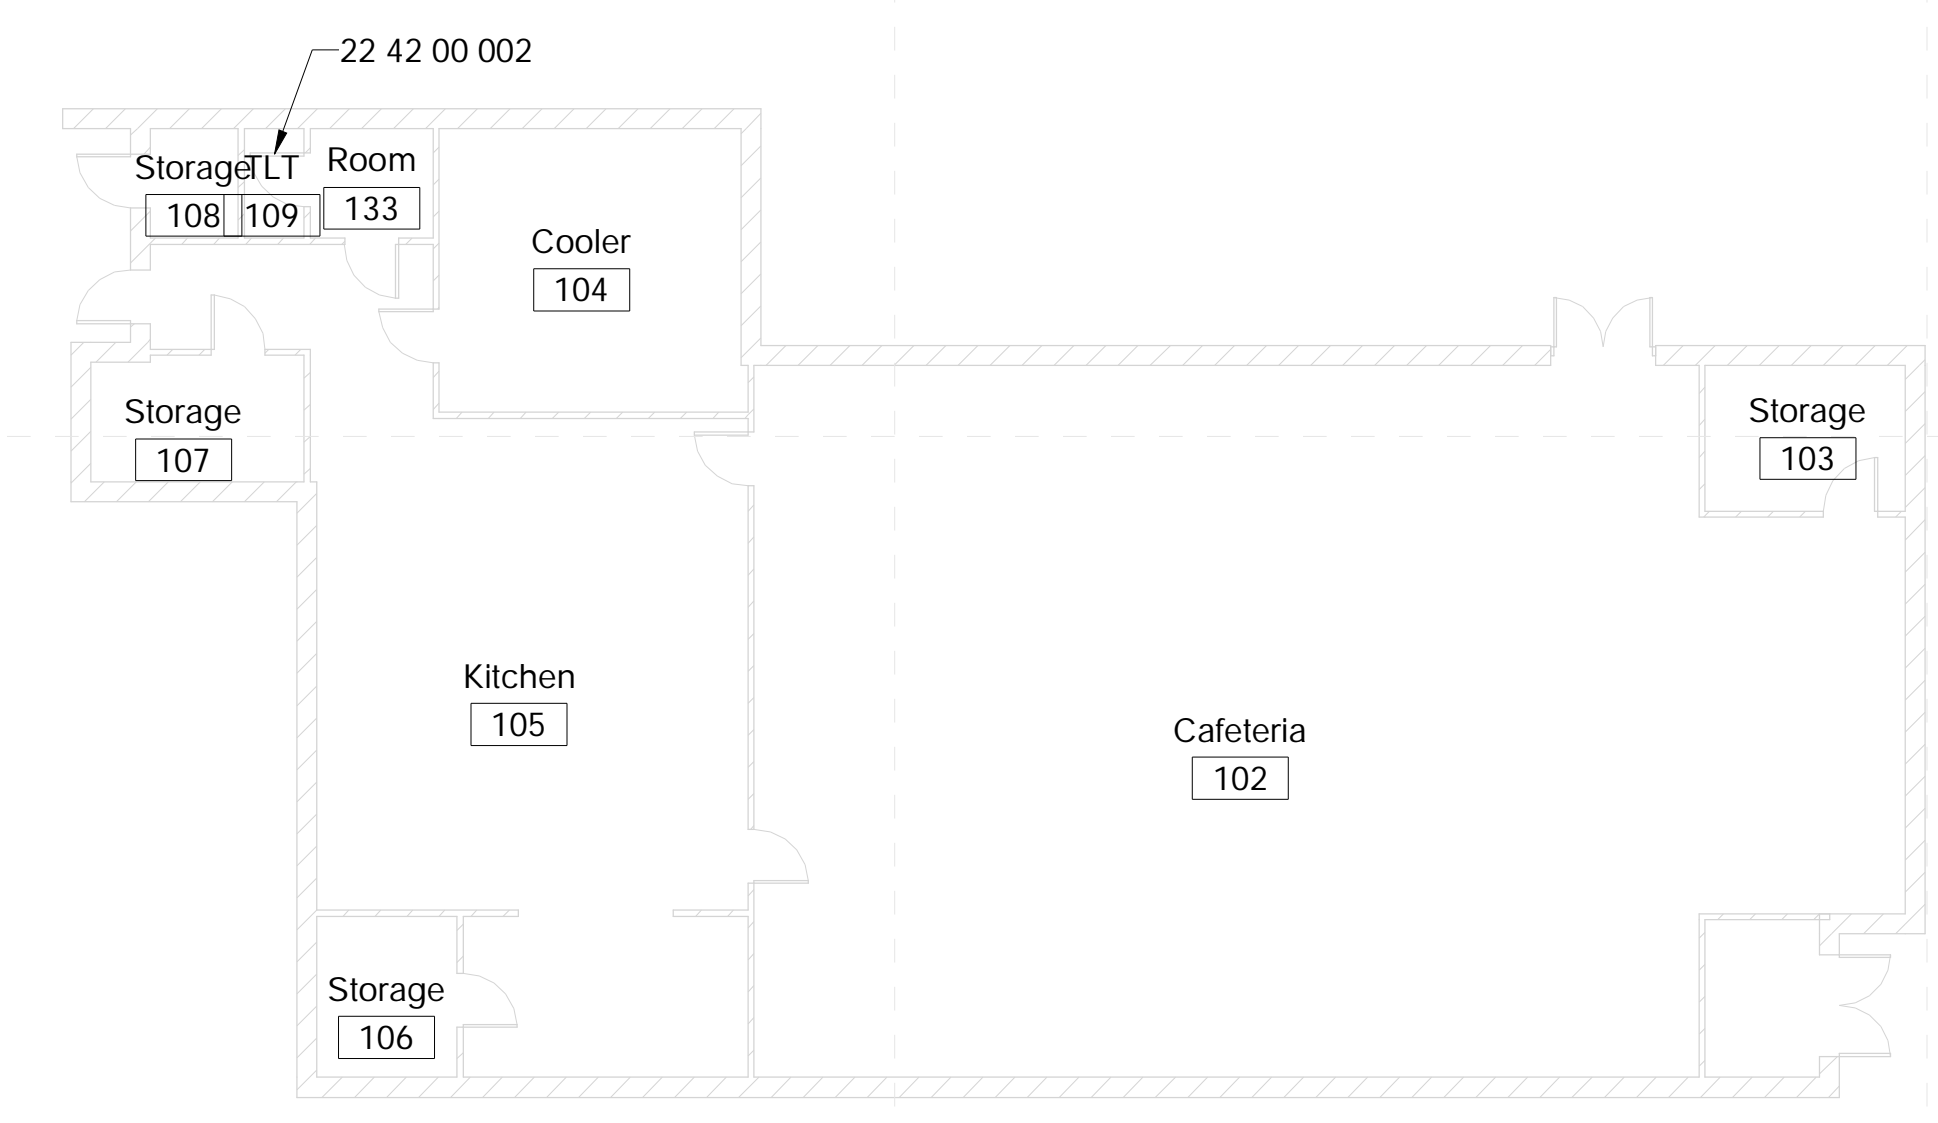 22 42 00 002
Storage
108
TLT
109
Room
133
Cooler
104
Storage
107
Storage
103
Kitchen
105
Cafeteria
102
Storage
106